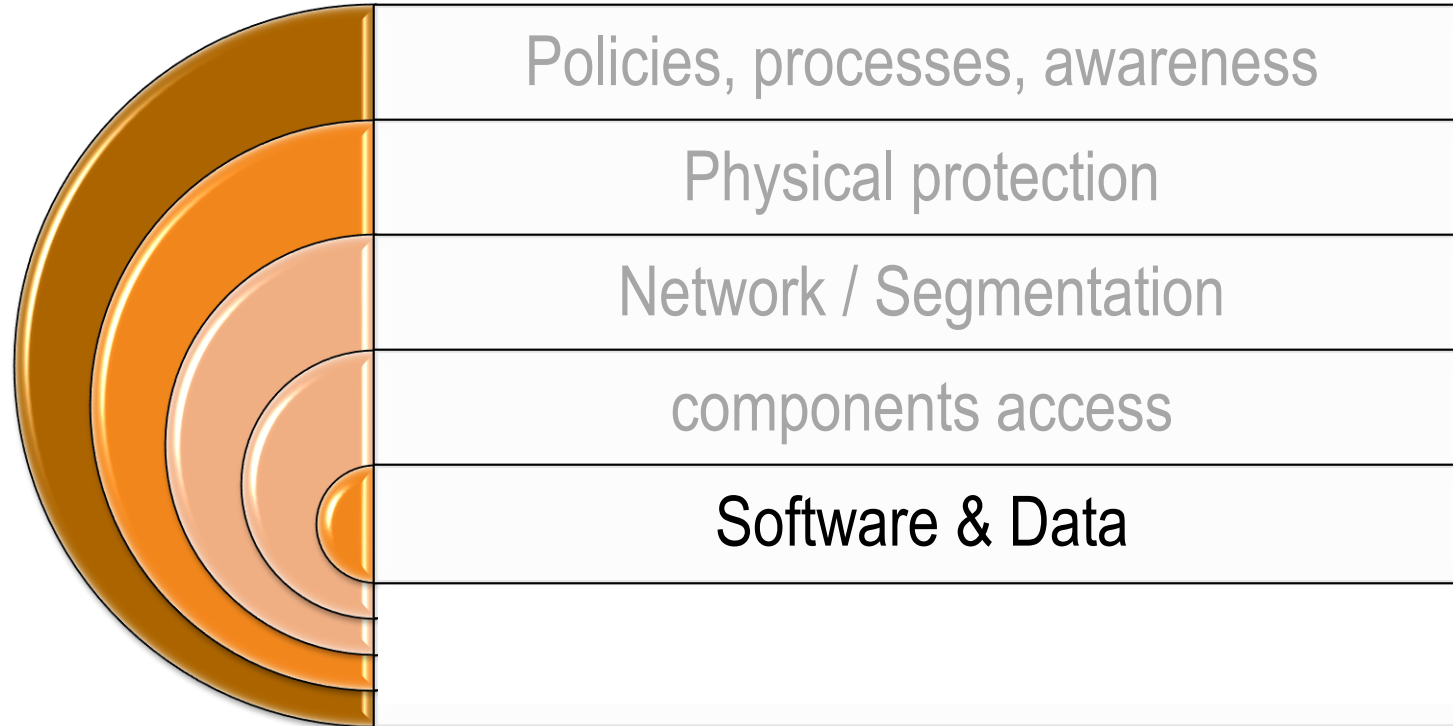 Policies, processes, awareness
Physical protection
Network / Segmentation
components access
Software & Data